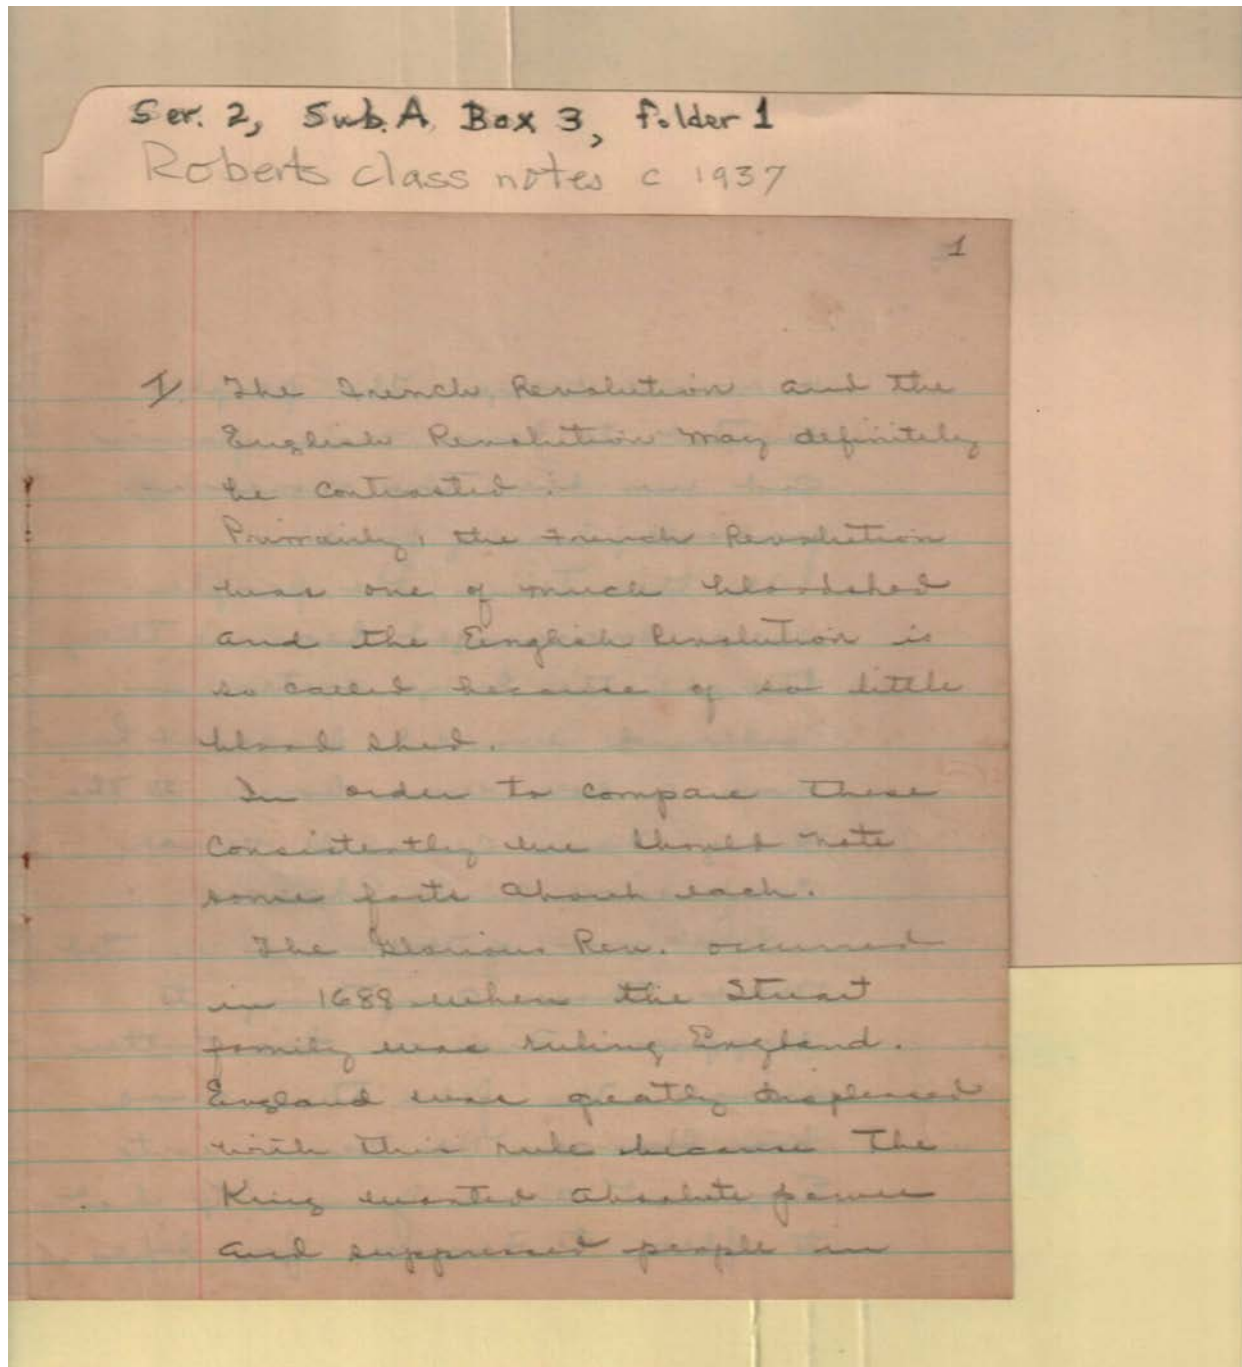 Ser. 2, Sub. A Box 3, folder 1
Roberts class notes c 1937
1
I The French Revolution and the
English Revolution may definitely
be contrasted.
Primarily, the French Revolution
was one of much bloodshed
and the English Revolution is
so called because of so little
blood shed.
In order to compare these
consistently we should note
some facts about each.
The Glorious Rev. occurred
in 1688 when the Stuart
family was ruling England.
England was greatly displeased
with this rule because the
King wanted absolute power
and suppressed people in